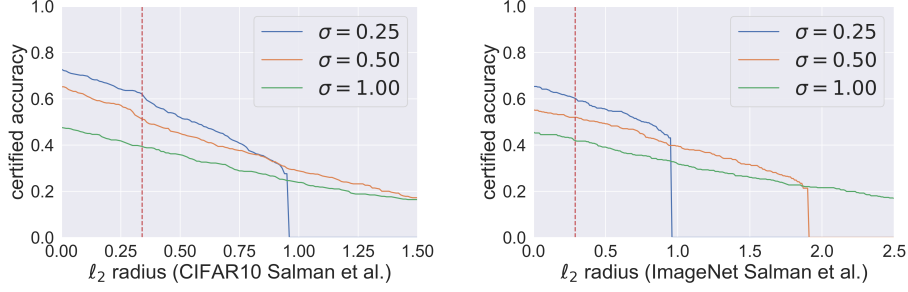 certified accuracy
1.0
0.8
0.6
0.4
0.2
0.0
σ = 0.25
σ = 0.50
σ = 1.00
0.00 0.25 0.50 0.75 1.00 1.25 1.50
ℓ₂ radius (CIFAR10 Salman et al.)
certified accuracy
1.0
0.8
0.6
0.4
0.2
0.0
σ = 0.25
σ = 0.50
σ = 1.00
0.0 0.5 1.0 1.5 2.0 2.5
ℓ₂ radius (ImageNet Salman et al.)